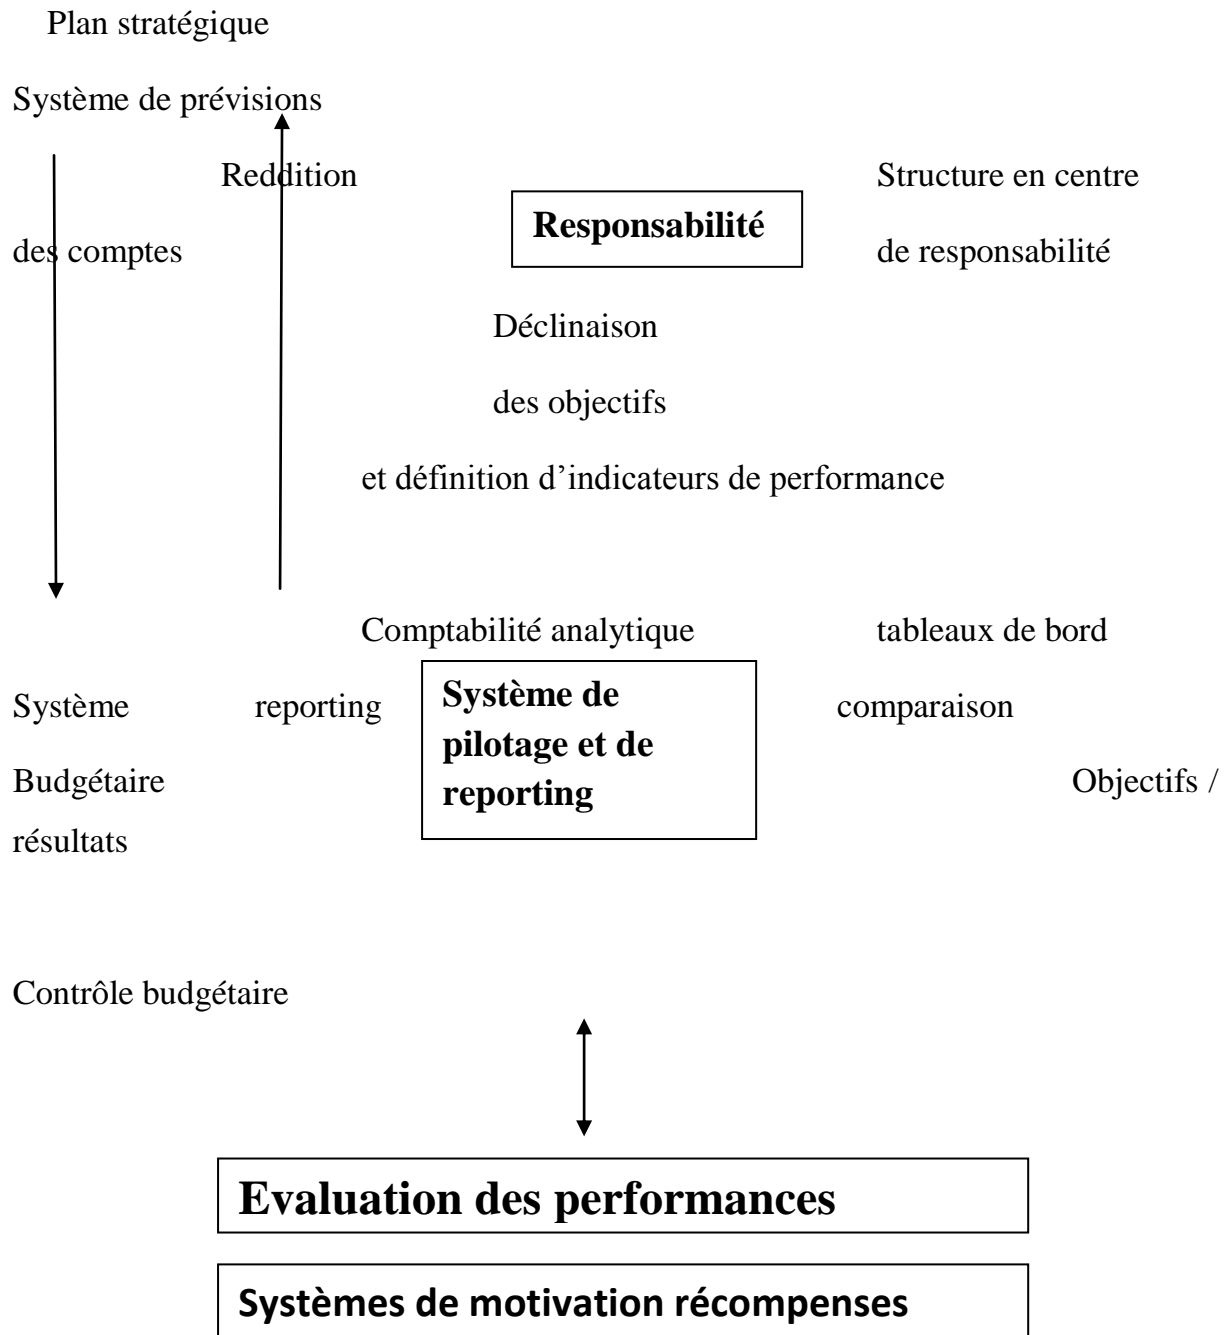 Plan stratégique
Système de prévisions
Reddition
Structure en centre
des comptes
Responsabilité
de responsabilité
Déclinaison
des objectifs
et définition d’indicateurs de performance
Comptabilité analytique
tableaux de bord
Système
reporting
Système de
pilotage et de
reporting
comparaison
Budgétaire
Objectifs /
résultats
Contrôle budgétaire
Evaluation des performances
Systèmes de motivation récompenses